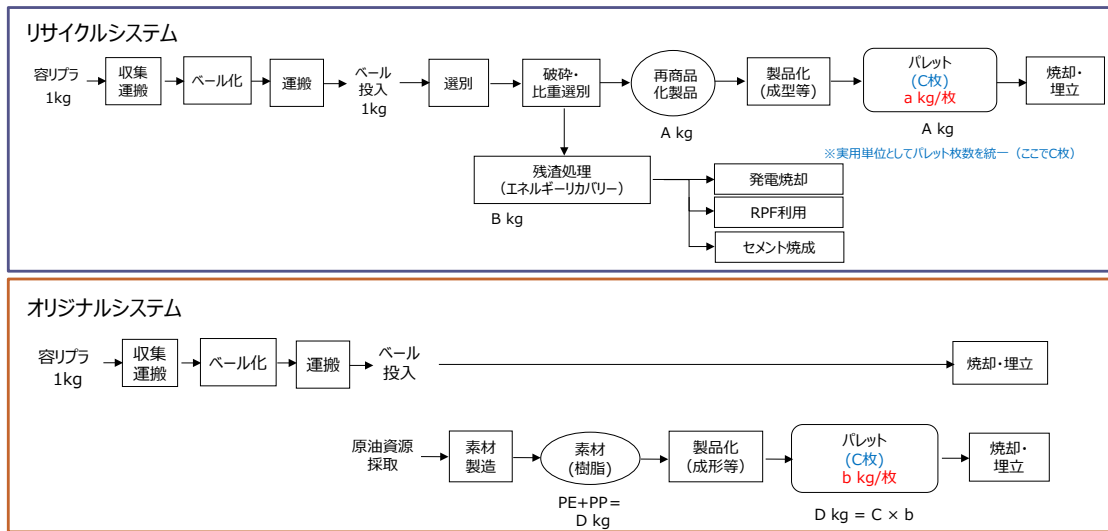 リサイクルシステム
容リプラ
1kg
収集
運搬
ベール化
運搬
ベール
投入
1kg
選別
破砕・
比重選別
再商品
化製品
A kg
製品化
(成型等)
パレット
(C枚)
a kg/枚
A kg
焼却・
埋立
※実用単位としてパレット枚数を統一（ここでC枚）
残渣処理
（エネルギーリカバリー）
B kg
発電焼却
RPF利用
セメント焼成
オリジナルシステム
容リプラ
1kg
収集
運搬
ベール化
運搬
ベール
投入
焼却・埋立
原油資源
採取
素材
製造
素材
(樹脂)
PE+PP＝
D kg
製品化
(成形等)
パレット
(C枚)
b kg/枚
D kg = C × b
焼却・
埋立